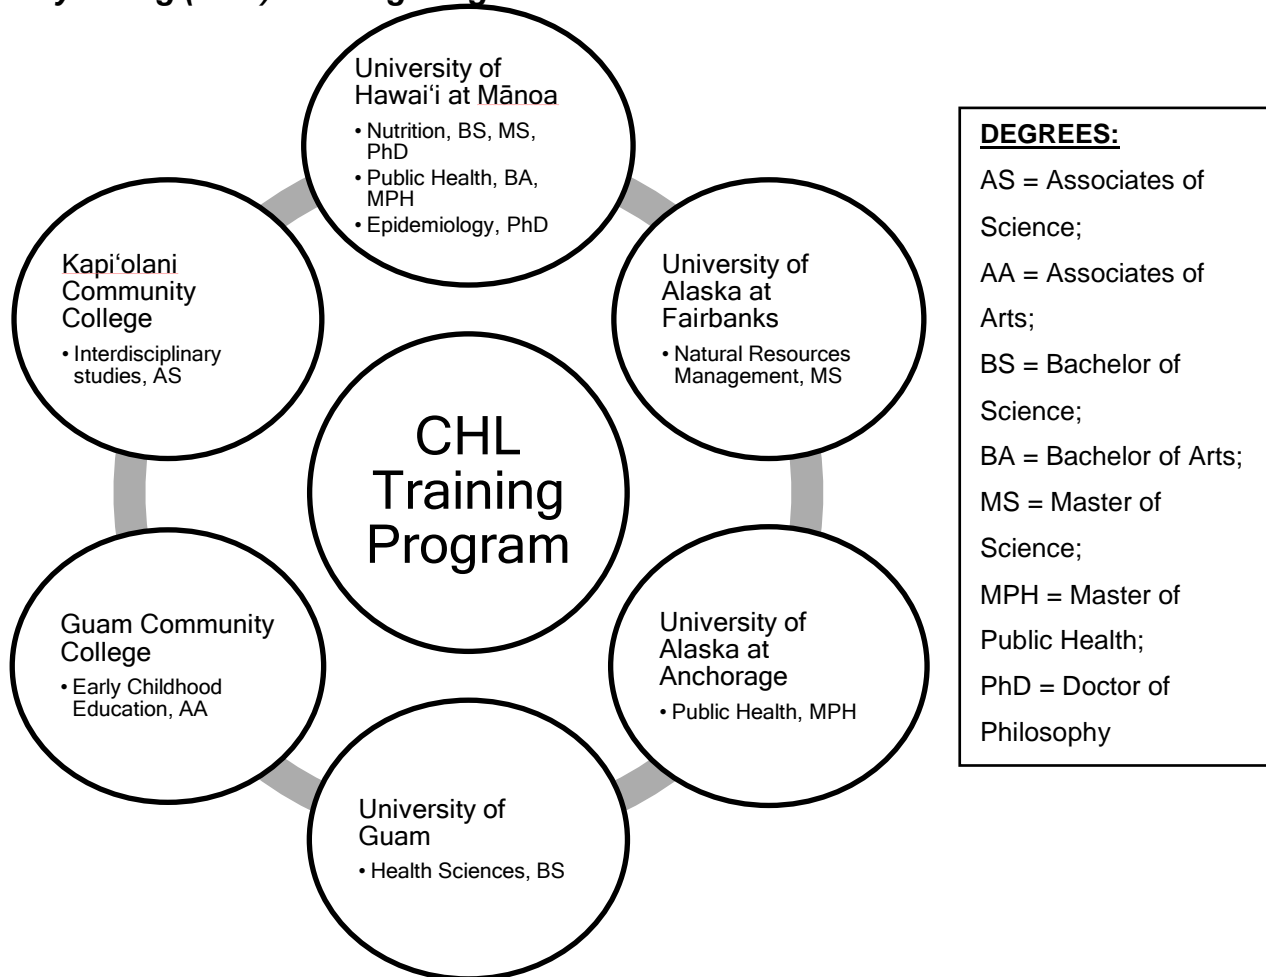 University of
Hawaiʻi at Mānoa
• Nutrition, BS, MS,
PhD
• Public Health, BA,
MPH
• Epidemiology, PhD
Kapiʻolani
Community
College
• Interdisciplinary
studies, AS
University of
Alaska at
Fairbanks
• Natural Resources
Management, MS
CHL
Training
Program
Guam Community
College
• Early Childhood
Education, AA
University of
Alaska at
Anchorage
• Public Health, MPH
University of
Guam
• Health Sciences, BS
DEGREES:
AS = Associates of
Science;
AA = Associates of
Arts;
BS = Bachelor of
Science;
BA = Bachelor of Arts;
MS = Master of
Science;
MPH = Master of
Public Health;
PhD = Doctor of
Philosophy